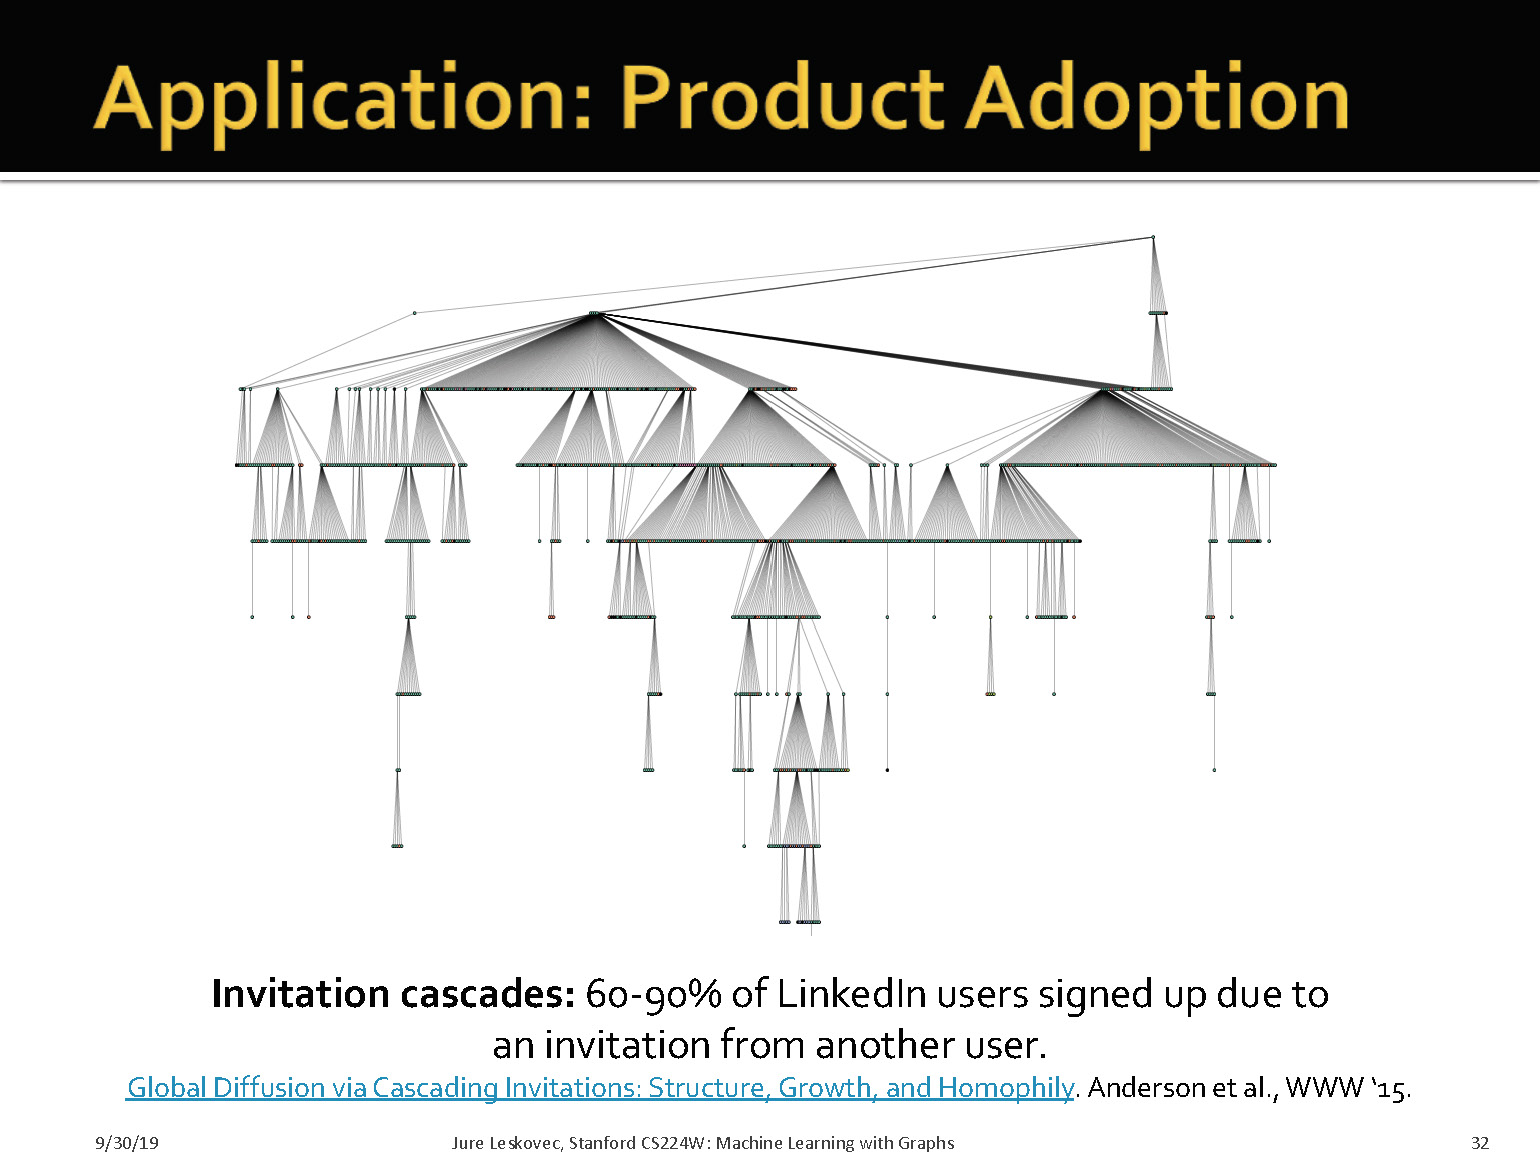 Application: Product Adoption
Invitation cascades: 60-90% of LinkedIn users signed up due to
an invitation from another user.
Global Diffusion via Cascading Invitations: Structure, Growth, and Homophily. Anderson et al., WWW ‘15.
9/30/19 Jure Leskovec, Stanford CS224W: Machine Learning with Graphs 32